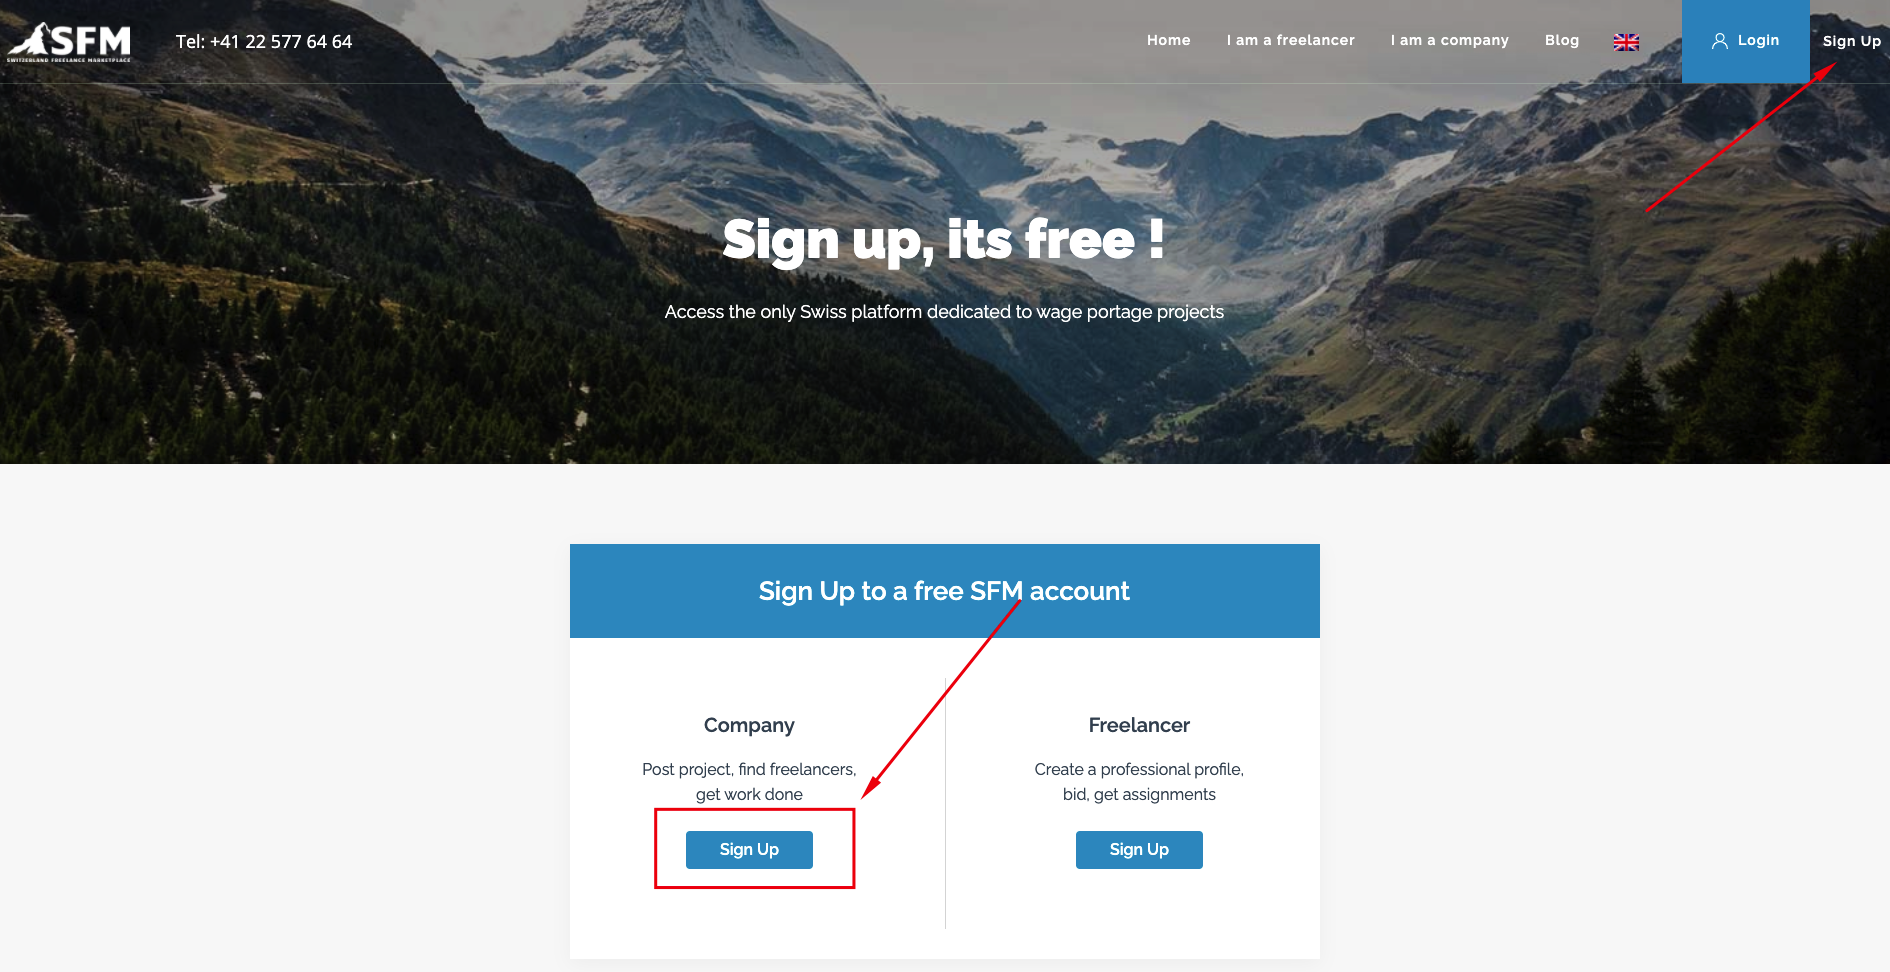 SFM
SWITZERLAND FREELANCE MARKETPLACE
Tel: +41 22 577 64 64
Home
I am a freelancer
I am a company
Blog
Login
Sign Up
Sign up, its free !
Access the only Swiss platform dedicated to wage portage projects
Sign Up to a free SFM account
Company
Post project, find freelancers,
get work done
Sign Up
Freelancer
Create a professional profile,
bid, get assignments
Sign Up